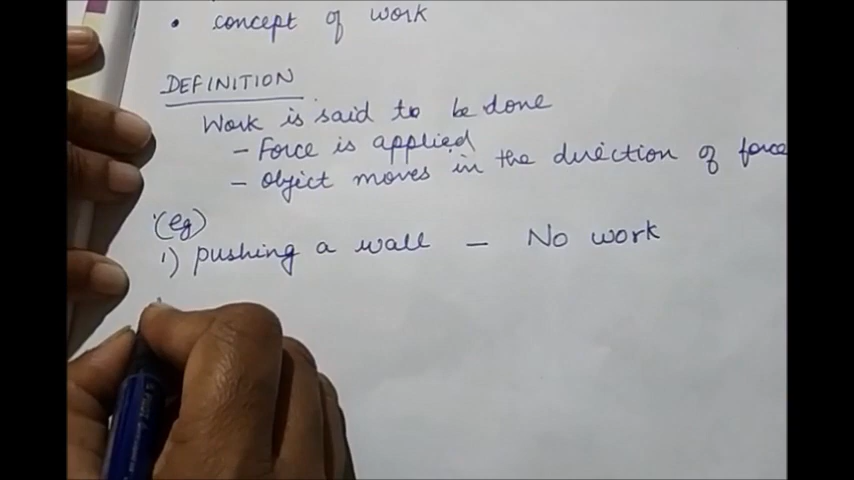 • concept of work
DEFINITION
Work is said to be done
- Force is applied
- Object moves in the direction of force
(eg)
1) pushing a wall - No work